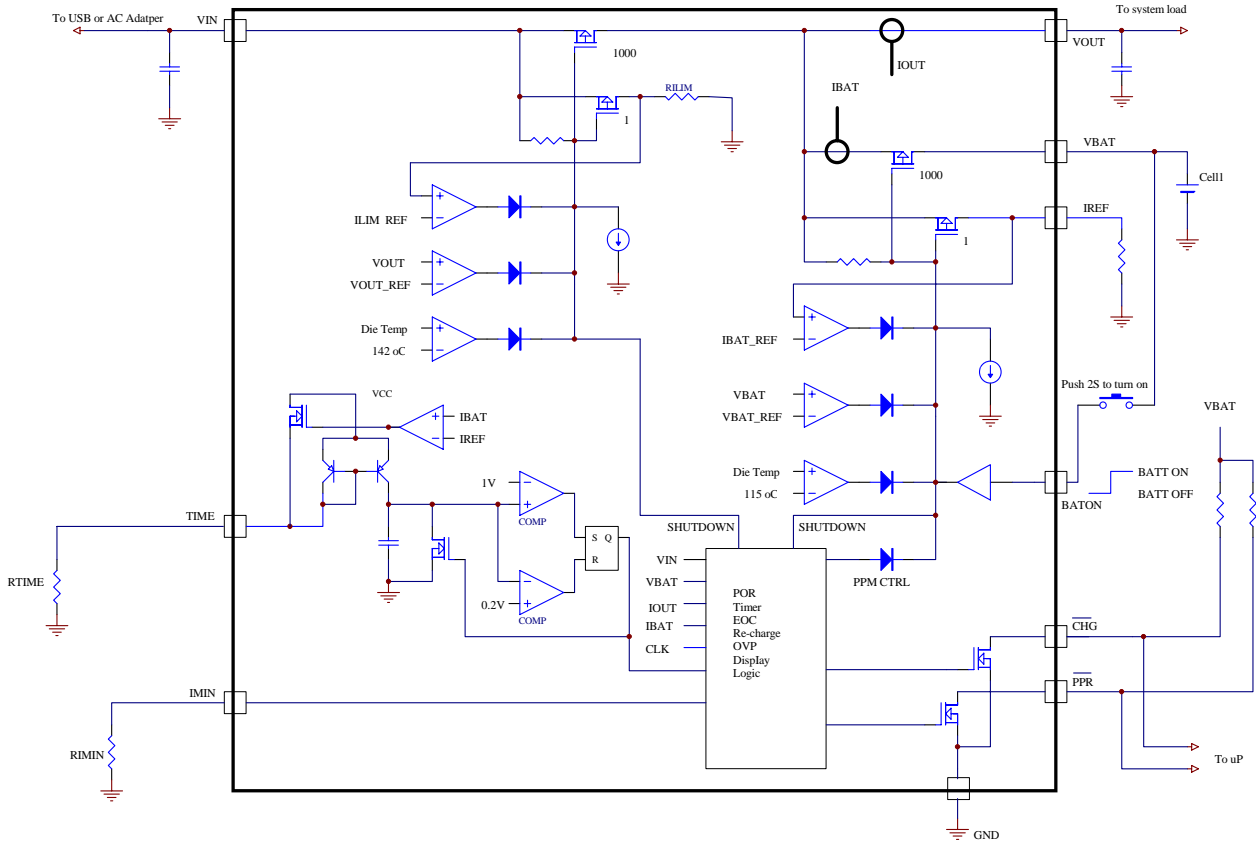 To USB or AC Adatper
VIN
To system load
VOUT
1000
IOUT
IBAT
RILIM
1
VBAT
1000
Cell1
ILIM_REF
IREF
1
VOUT
VOUT_REF
Die Temp
142 oC
IBAT_REF
VCC
IBAT
IREF
VBAT
VBAT_REF
Push 2S to turn on
VBAT
Die Temp
115 oC
BATT ON
BATT OFF
BATON
1V
COMP
TIME
SHUTDOWN
SHUTDOWN
S Q
R
RTIME
0.2V
COMP
VIN
VBAT
IOUT
IBAT
CLK
PPM CTRL
POR
Timer
EOC
Re-charge
OVP
Display
Logic
CHG
IMIN
PPR
RIMIN
To uP
GND